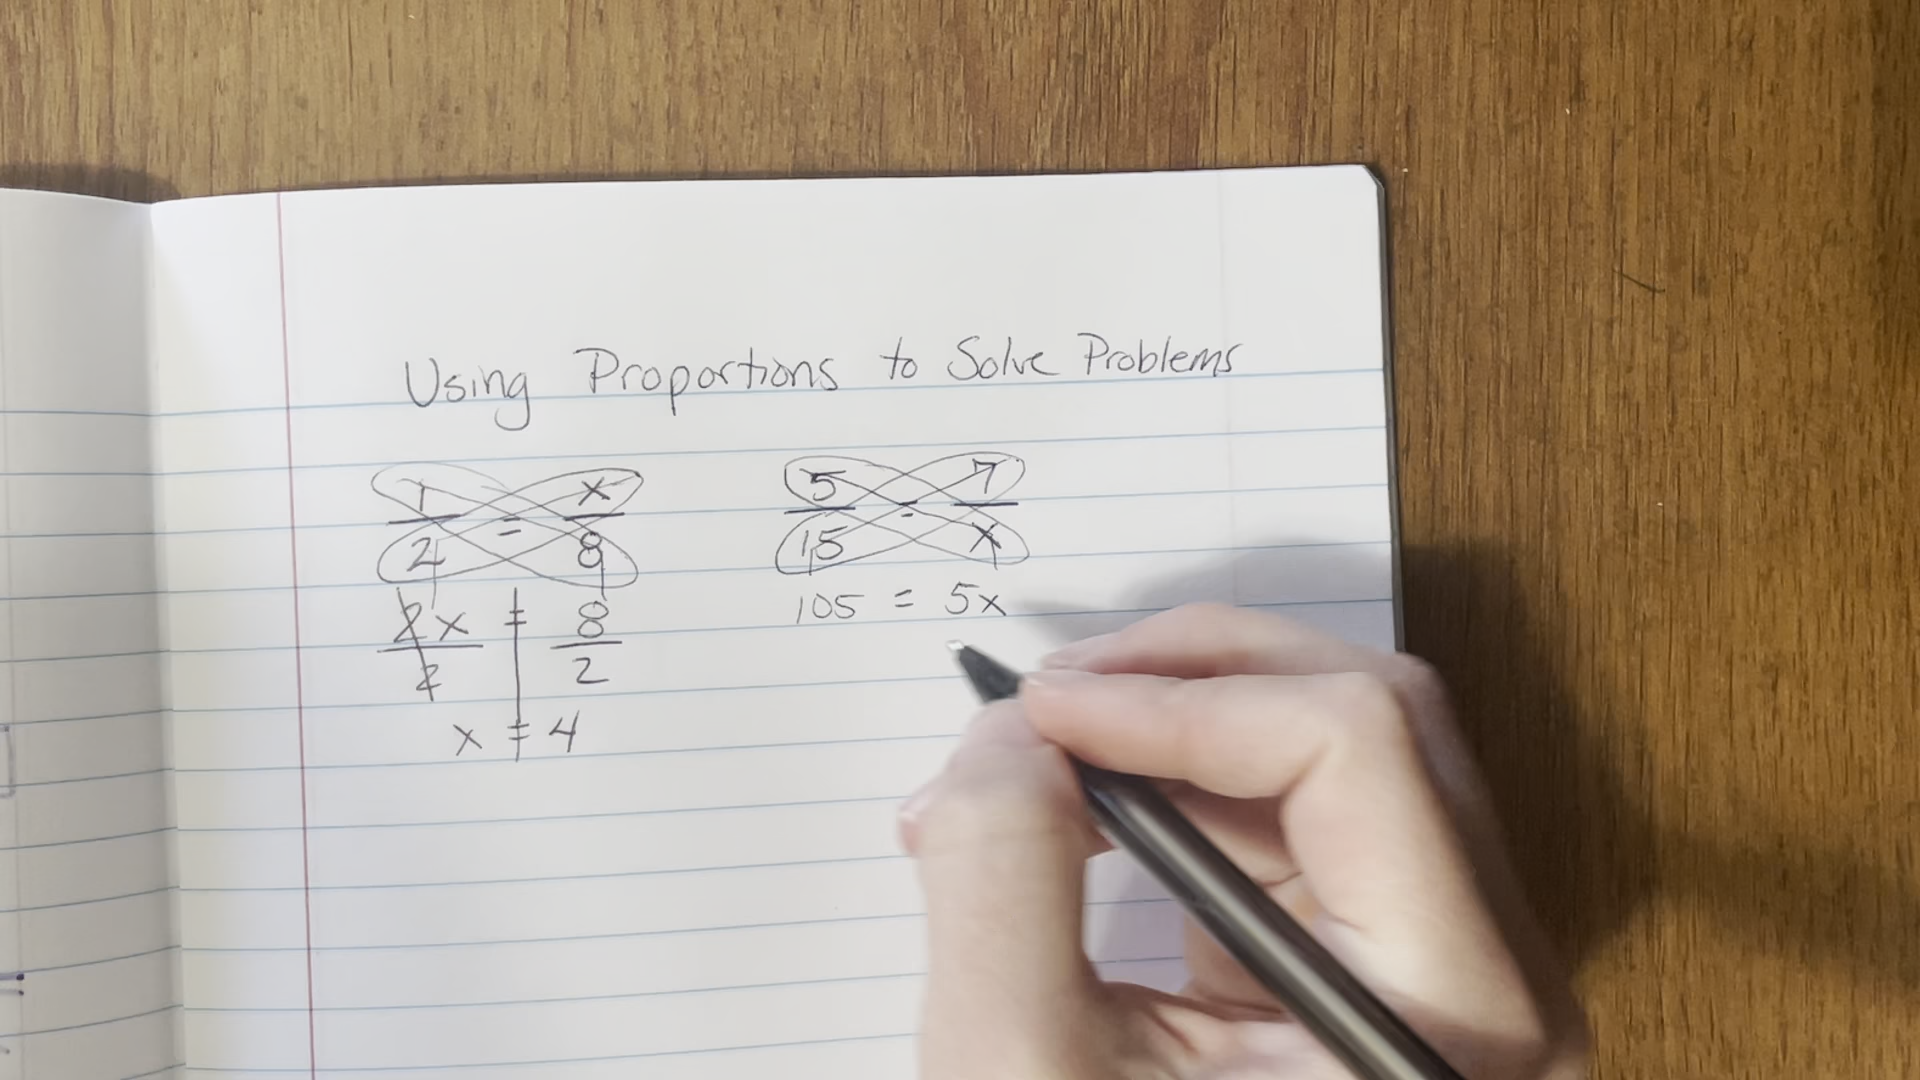 Using Proportions to Solve Problems
1/2 = x/8
2x/2 = 8/2
x = 4
5/15 = 7/x
105 = 5x